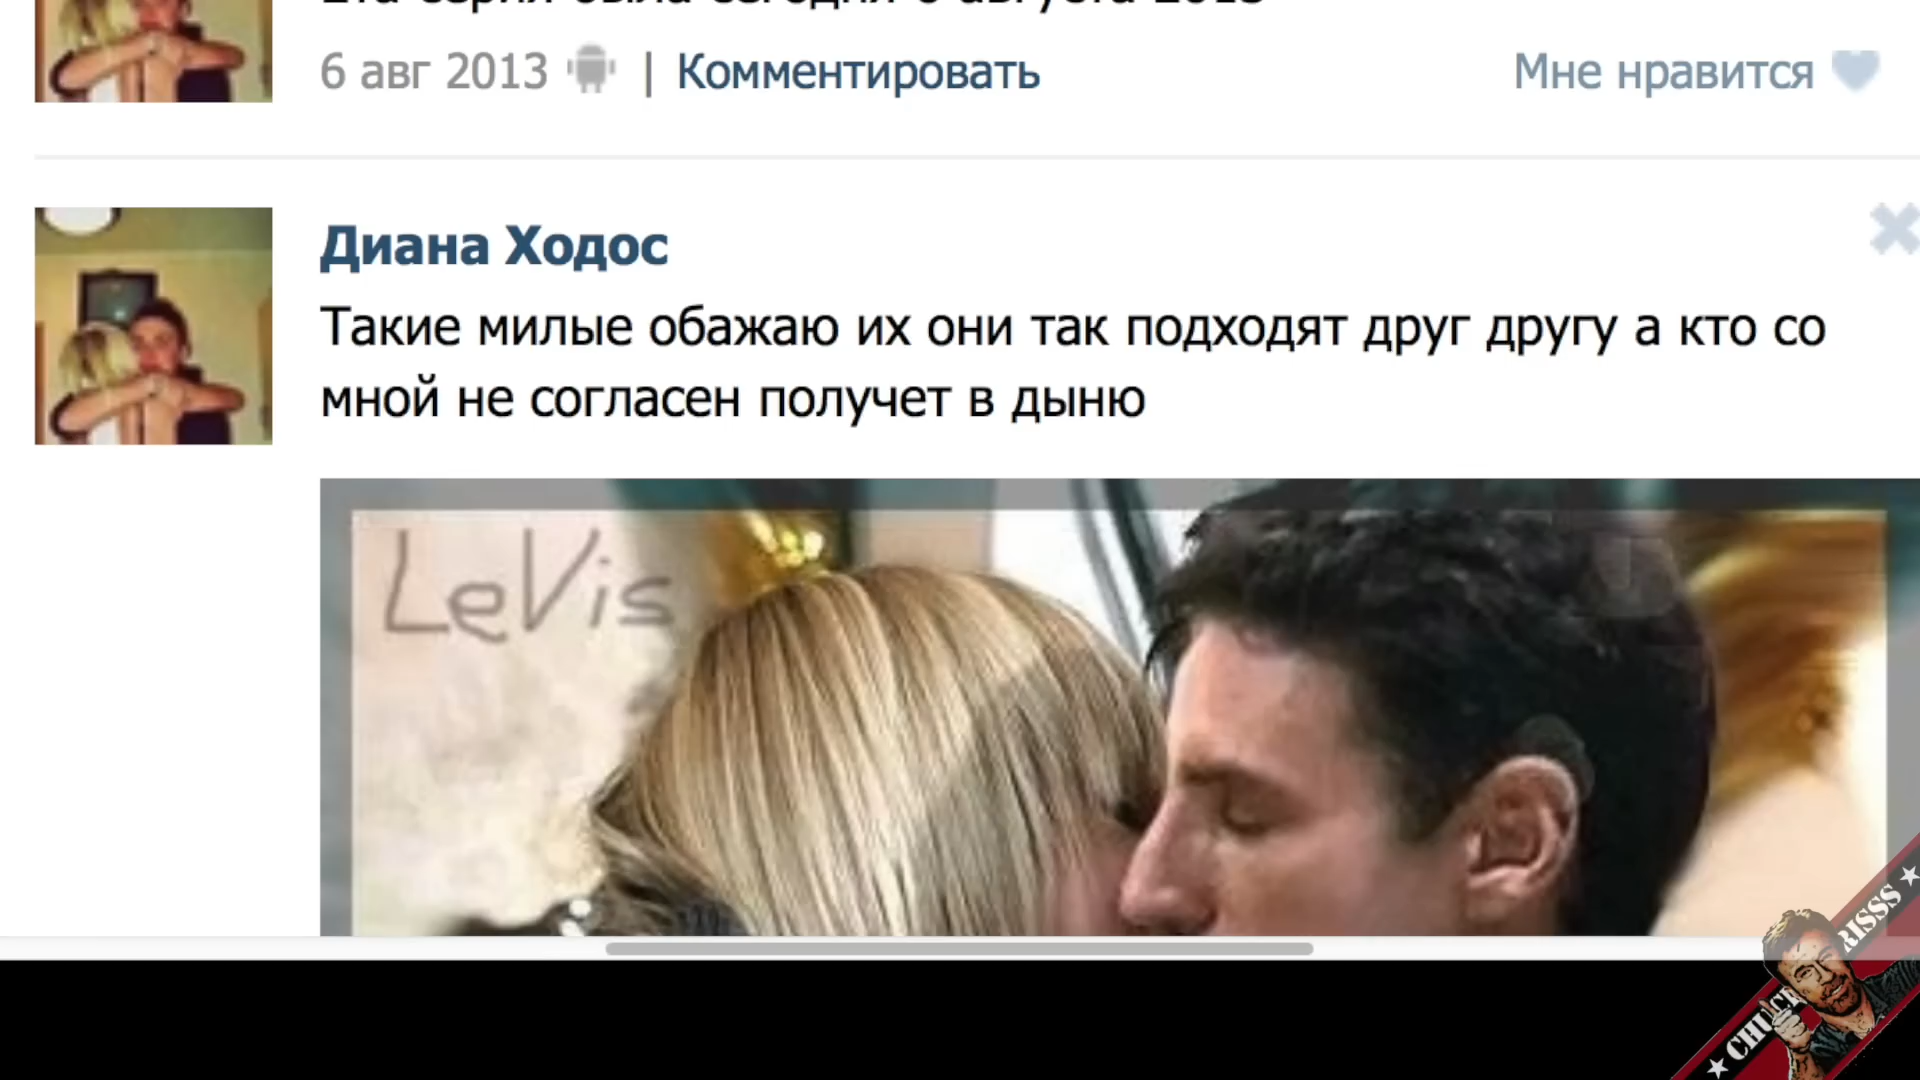 6 авг 2013 | Комментировать Мне нравится
Диана Ходос
Такие милые обажаю их они так подходят друг другу а кто со
мной не согласен получет в дыню
LeVis